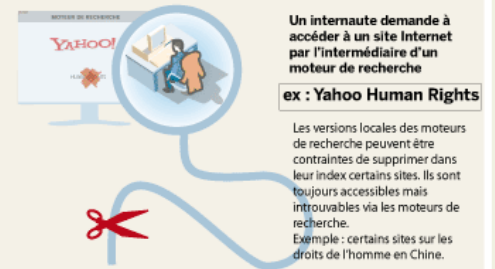 MOTEUR DE RECHERCHE
YAHOO!
Un internaute demande à
accéder à un site Internet
par l'intermédiaire d'un
moteur de recherche
ex : Yahoo Human Rights
Les versions locales des moteurs
de recherche peuvent être
contraintes de supprimer dans
leur index certains sites. Ils sont
toujours accessibles mais
introuvables via les moteurs de
recherche.
Exemple : certains sites sur les
droits de l'homme en Chine.